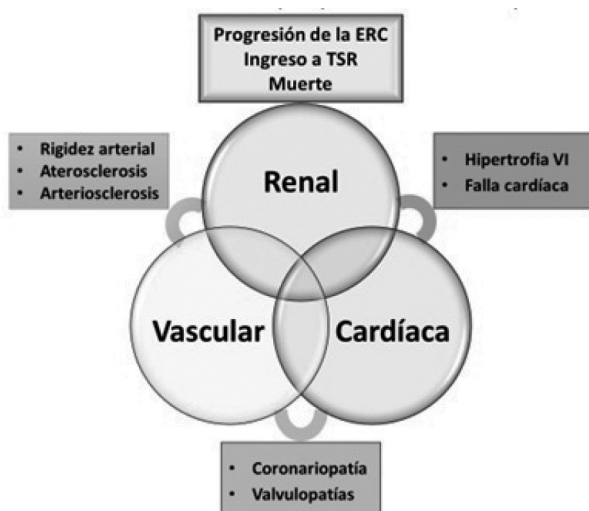 Progresión de la ERC
Ingreso a TSR
Muerte
• Rigidez arterial
• Aterosclerosis
• Arteriosclerosis
Renal
• Hipertrofia VI
• Falla cardíaca
Vascular
Cardíaca
• Coronariopatía
• Valvulopatías